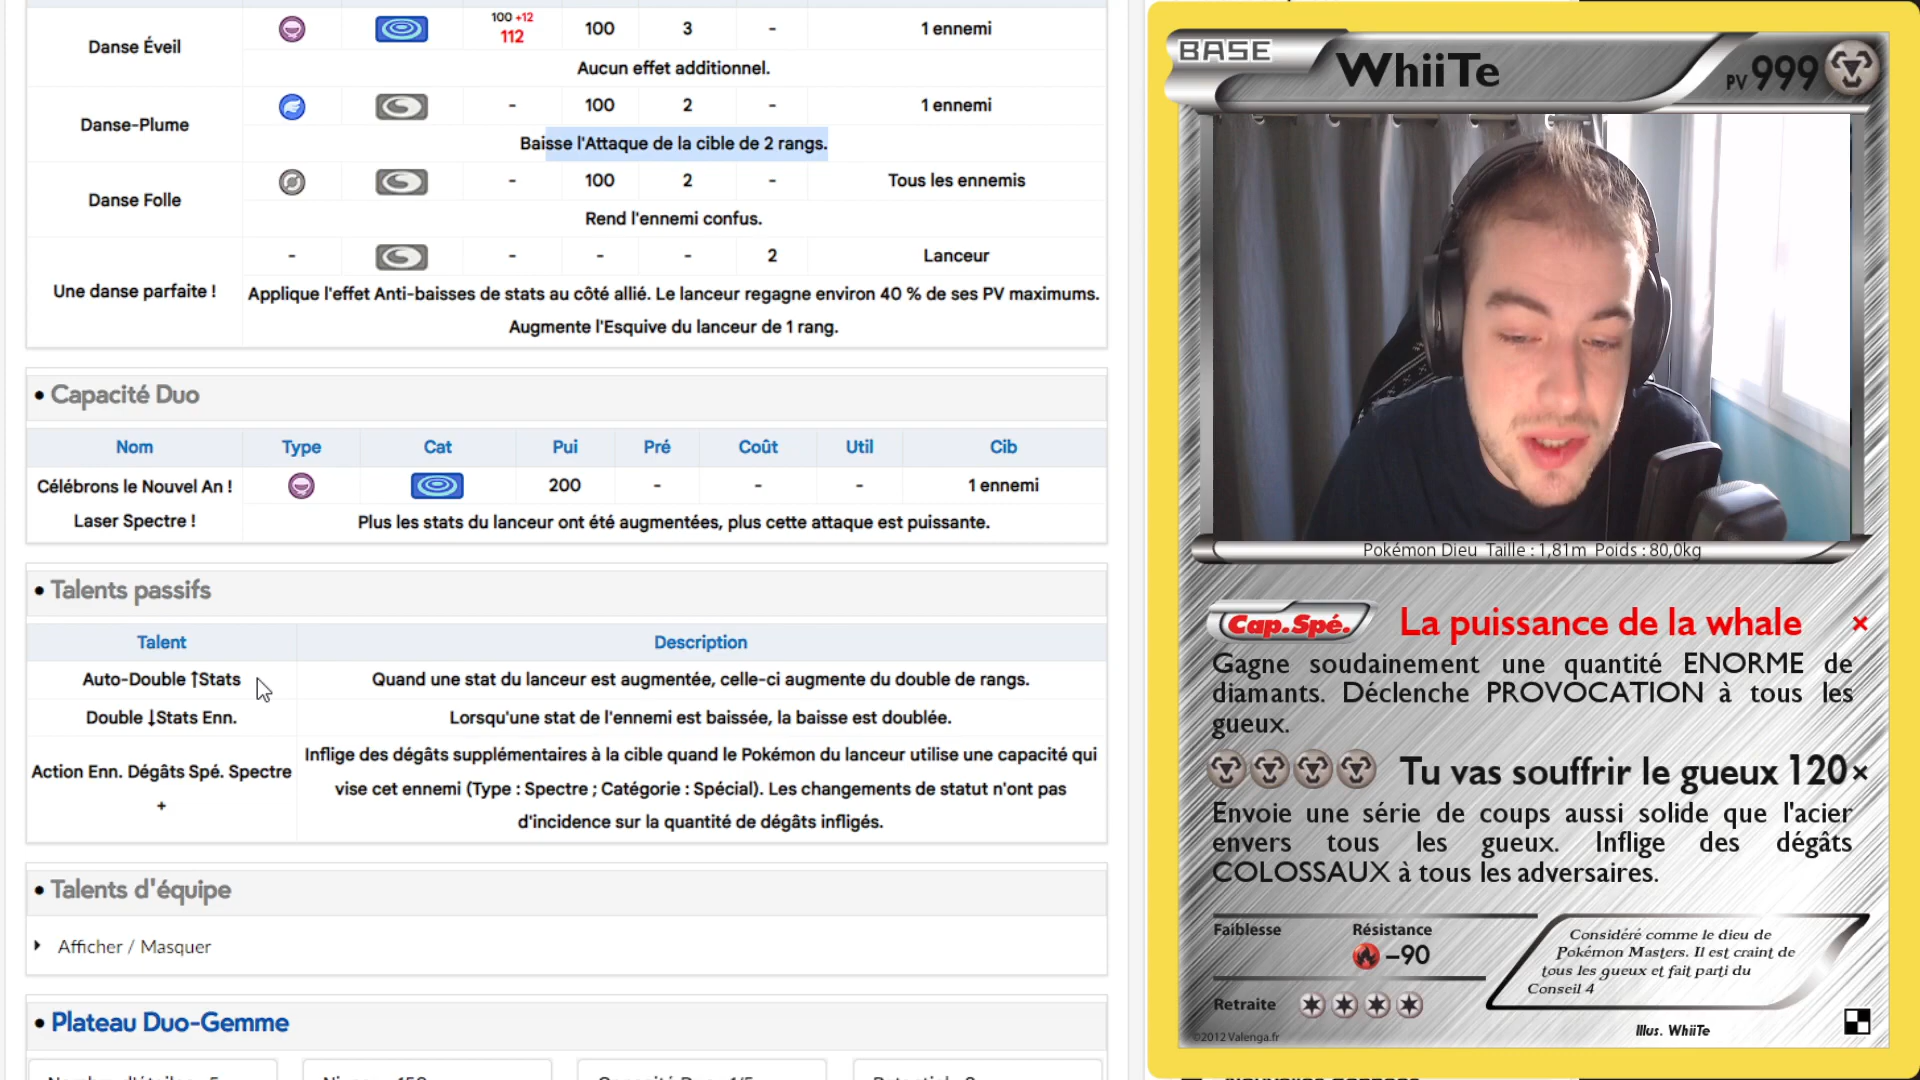 Danse Éveil
100 +12
112
100
3
-
1 ennemi
Aucun effet additionnel.
Danse-Plume
-
100
2
-
1 ennemi
Baisse l'Attaque de la cible de 2 rangs.
Danse Folle
-
100
2
-
Tous les ennemis
Rend l'ennemi confus.
Une danse parfaite !
-
-
-
-
2
Lanceur
Applique l'effet Anti-baisses de stats au côté allié. Le lanceur regagne environ 40 % de ses PV maximums.
Augmente l'Esquive du lanceur de 1 rang.
• Capacité Duo
Nom Type Cat Pui Pré Coût Util Cib
Célébrons le Nouvel An !
Laser Spectre !
200 - - - 1 ennemi
Plus les stats du lanceur ont été augmentées, plus cette attaque est puissante.
• Talents passifs
Talent Description
Auto-Double ↑Stats
Quand une stat du lanceur est augmentée, celle-ci augmente du double de rangs.
Double ↓Stats Enn.
Lorsqu'une stat de l'ennemi est baissée, la baisse est doublée.
Action Enn. Dégâts Spé. Spectre
+
Inflige des dégâts supplémentaires à la cible quand le Pokémon du lanceur utilise une capacité qui
vise cet ennemi (Type : Spectre ; Catégorie : Spécial). Les changements de statut n'ont pas
d'incidence sur la quantité de dégâts infligés.
• Talents d'équipe
Afficher / Masquer
• Plateau Duo-Gemme
BASE
WhiiTe
PV 999
Pokémon Dieu Taille : 1,81m Poids : 80,0kg
Cap.Spé. La puissance de la whale ×
Gagne soudainement une quantité ENORME de
diamants. Déclenche PROVOCATION à tous les
gueux.
Tu vas souffrir le gueux 120×
Envoie une série de coups aussi solide que l'acier
envers tous les gueux. Inflige des dégâts
COLOSSAUX à tous les adversaires.
Faiblesse
Résistance
–90
Retraite
Considéré comme le dieu de
Pokémon Masters. Il est craint de
tous les gueux et fait parti du
Conseil 4
Illus. WhiiTe
©2012 Valenga.fr